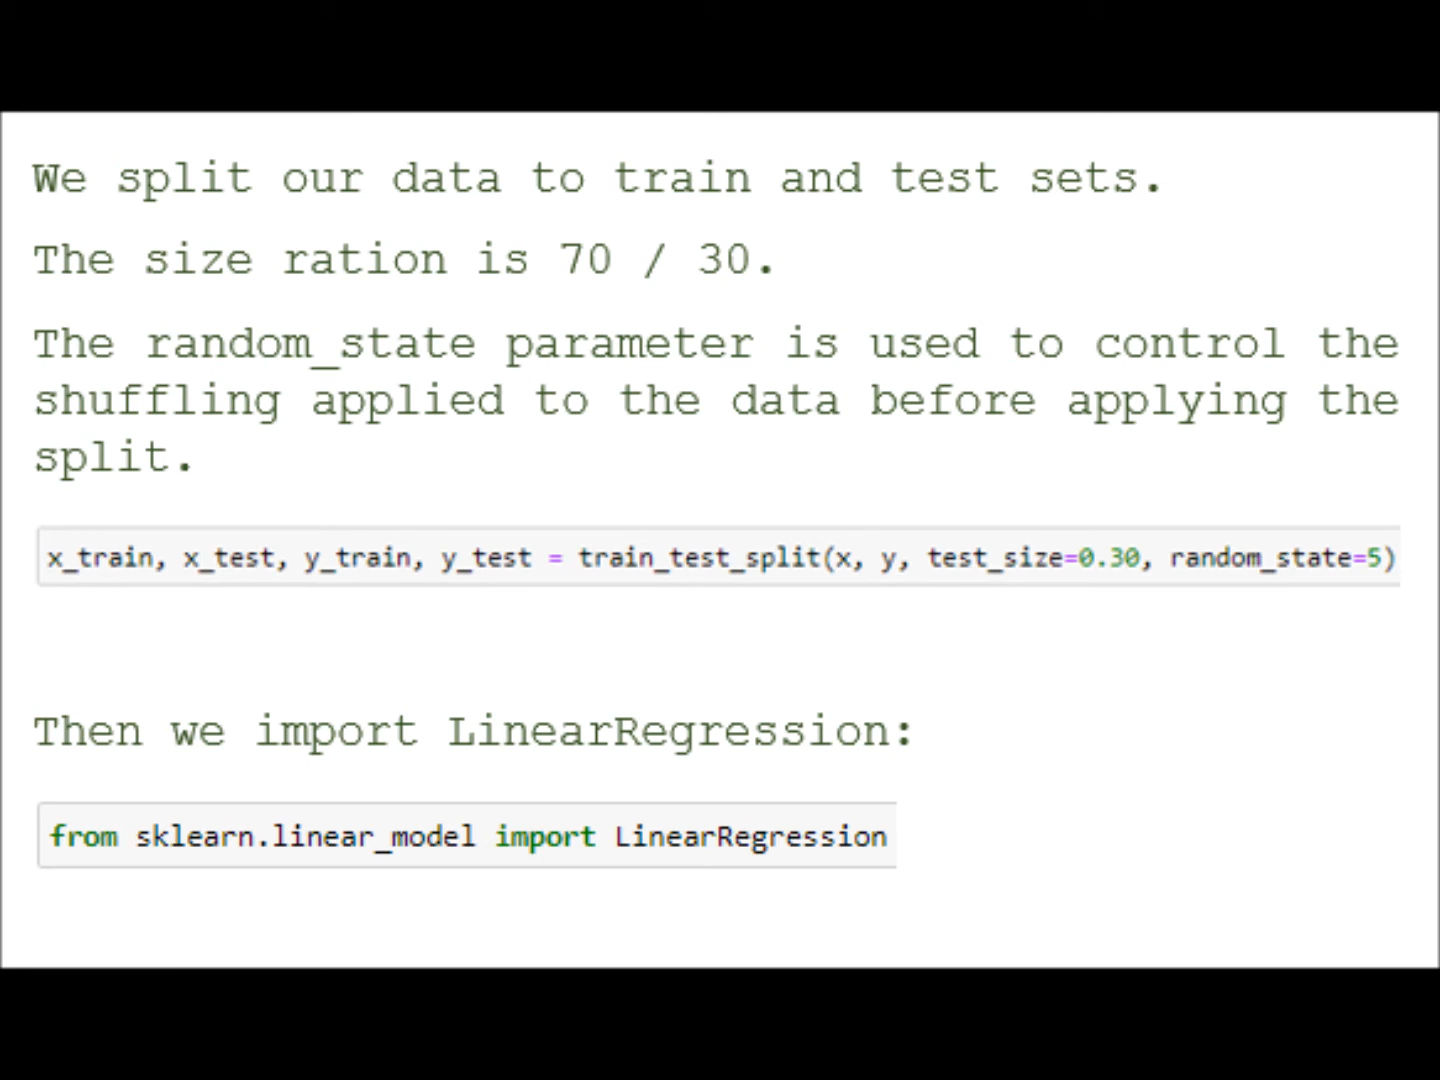 We split our data to train and test sets.
The size ration is 70 / 30.
The random_state parameter is used to control the
shuffling applied to the data before applying the
split.
x_train, x_test, y_train, y_test = train_test_split(x, y, test_size=0.30, random_state=5)
Then we import LinearRegression:
from sklearn.linear_model import LinearRegression